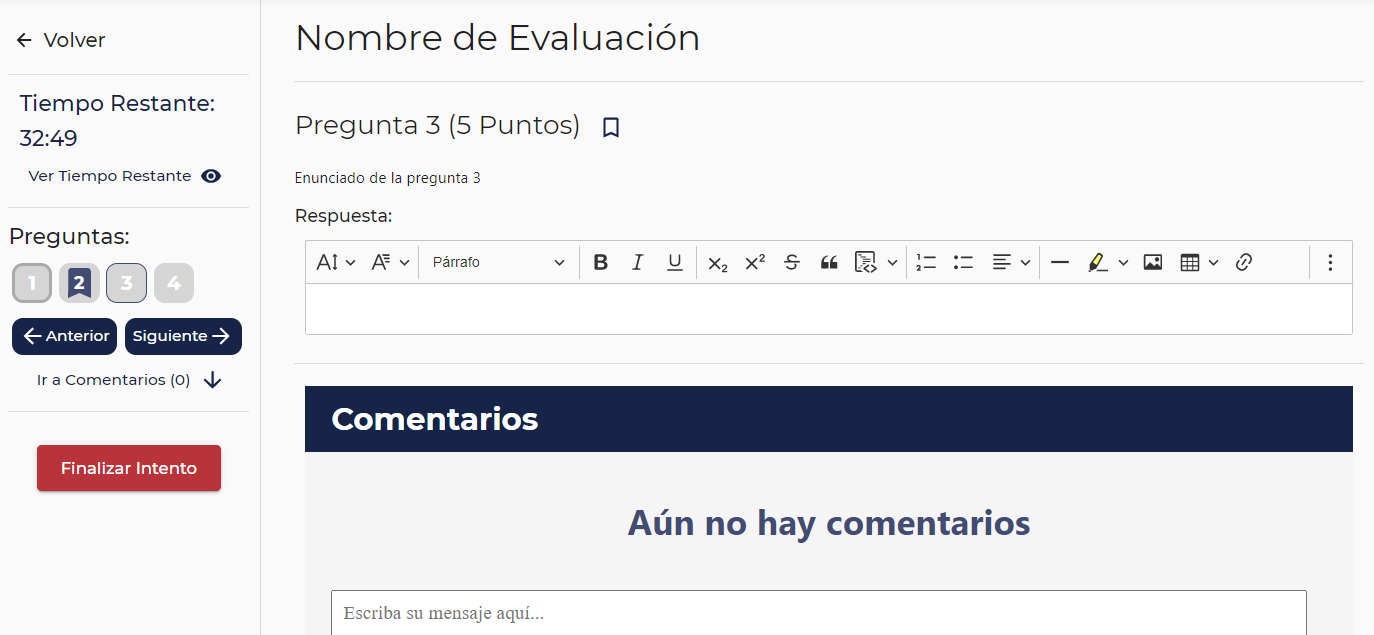 Volver
Tiempo Restante:
32:49
Ver Tiempo Restante
Preguntas:
1 2 3 4
Anterior Siguiente
Ir a Comentarios (0)
Finalizar Intento
Nombre de Evaluación
Pregunta 3 (5 Puntos)
Enunciado de la pregunta 3
Respuesta:
Párrafo
Comentarios
Aún no hay comentarios
Escriba su mensaje aquí...